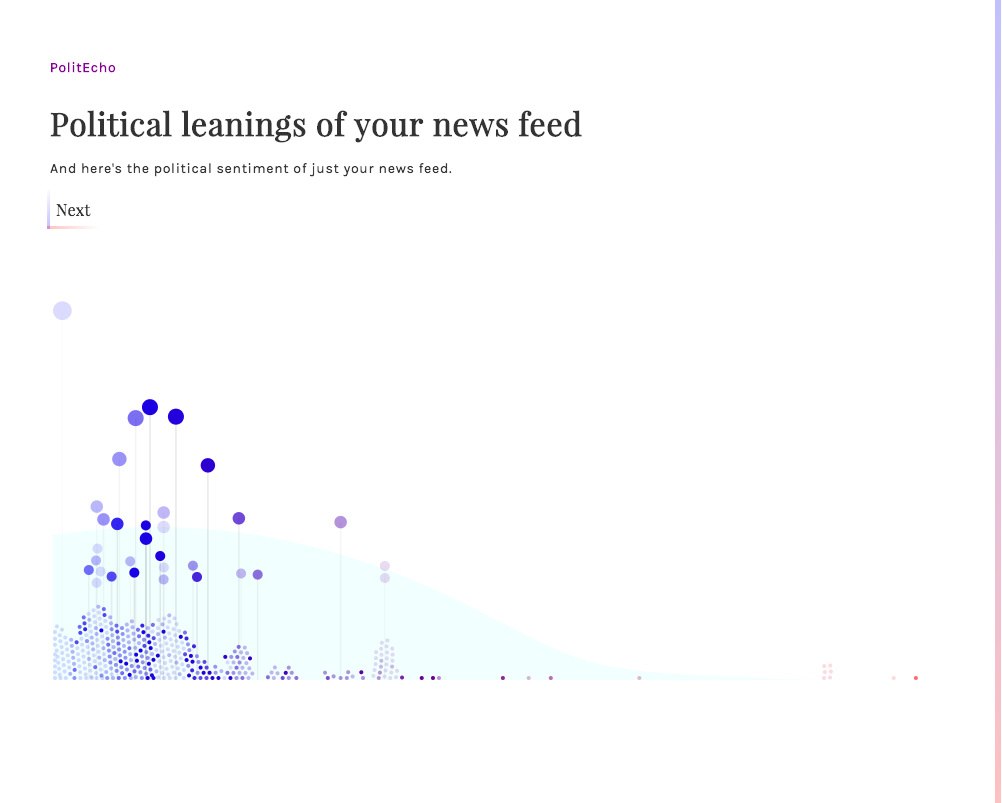 PolitEcho
Political leanings of your news feed
And here's the political sentiment of just your news feed.
Next